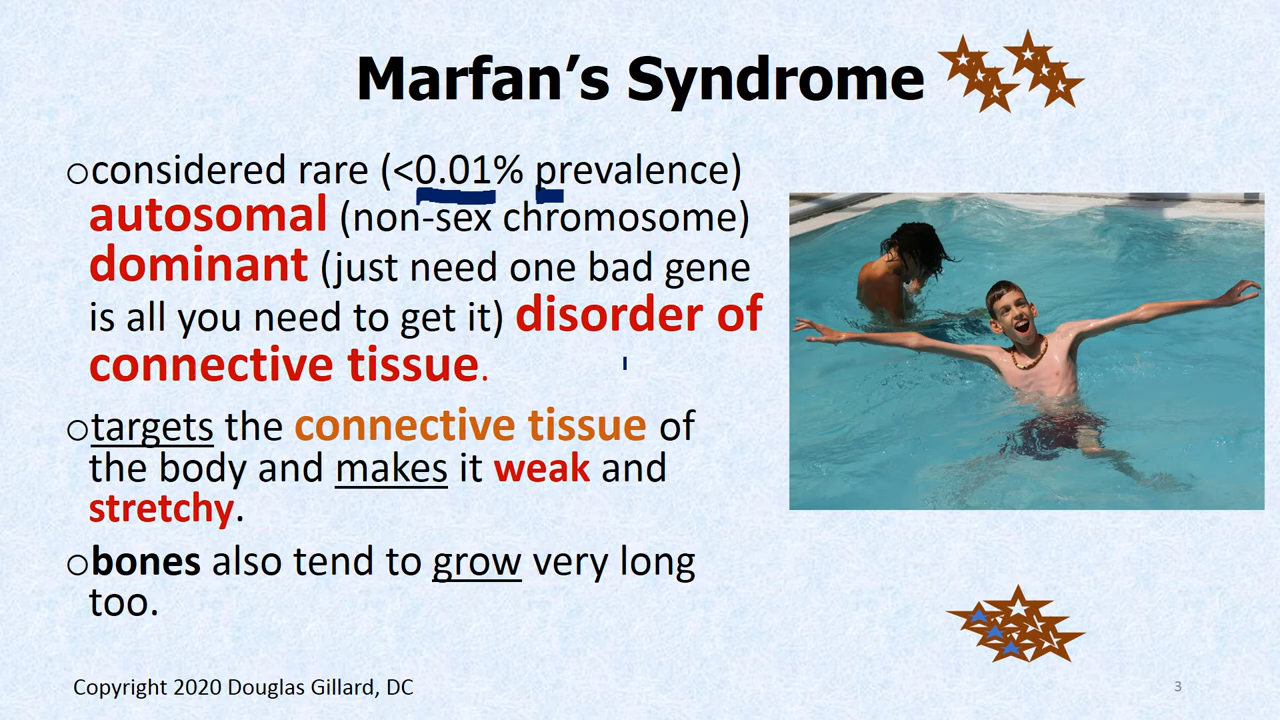 Marfan’s Syndrome
○considered rare (<0.01% prevalence)
autosomal (non-sex chromosome)
dominant (just need one bad gene
is all you need to get it) disorder of
connective tissue.
○targets the connective tissue of
the body and makes it weak and
stretchy.
○bones also tend to grow very long
too.
Copyright 2020 Douglas Gillard, DC
3